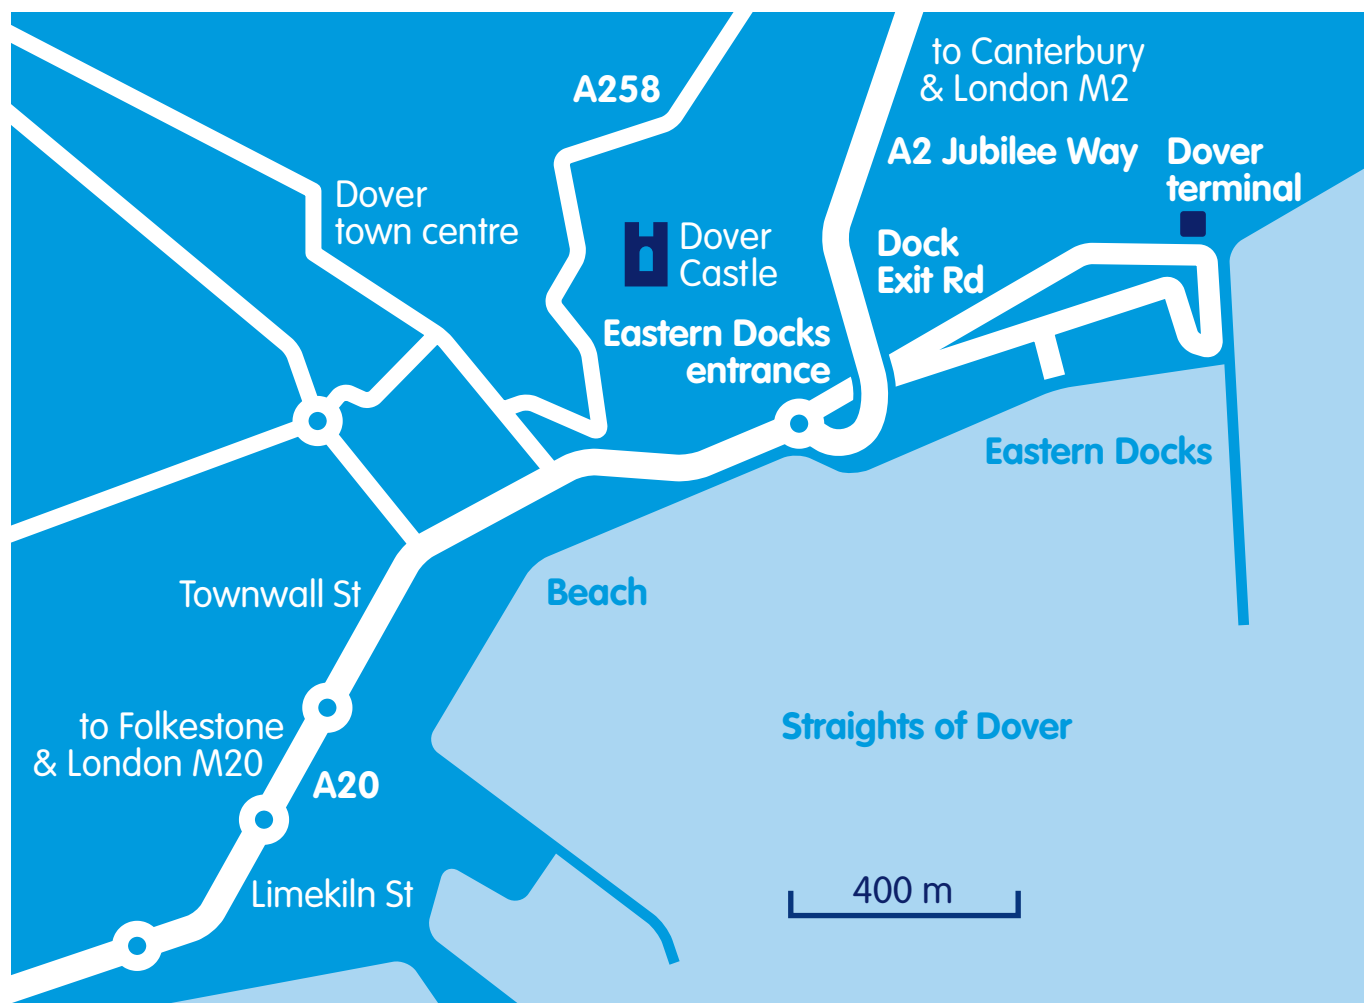 to Canterbury
& London M2
A258
A2 Jubilee Way
Dover
terminal
Dover
town centre
Dover
Castle
Dock
Exit Rd
Eastern Docks
entrance
Eastern Docks
Townwall St
Beach
to Folkestone
& London M20
Straights of Dover
A20
Limekiln St
400 m